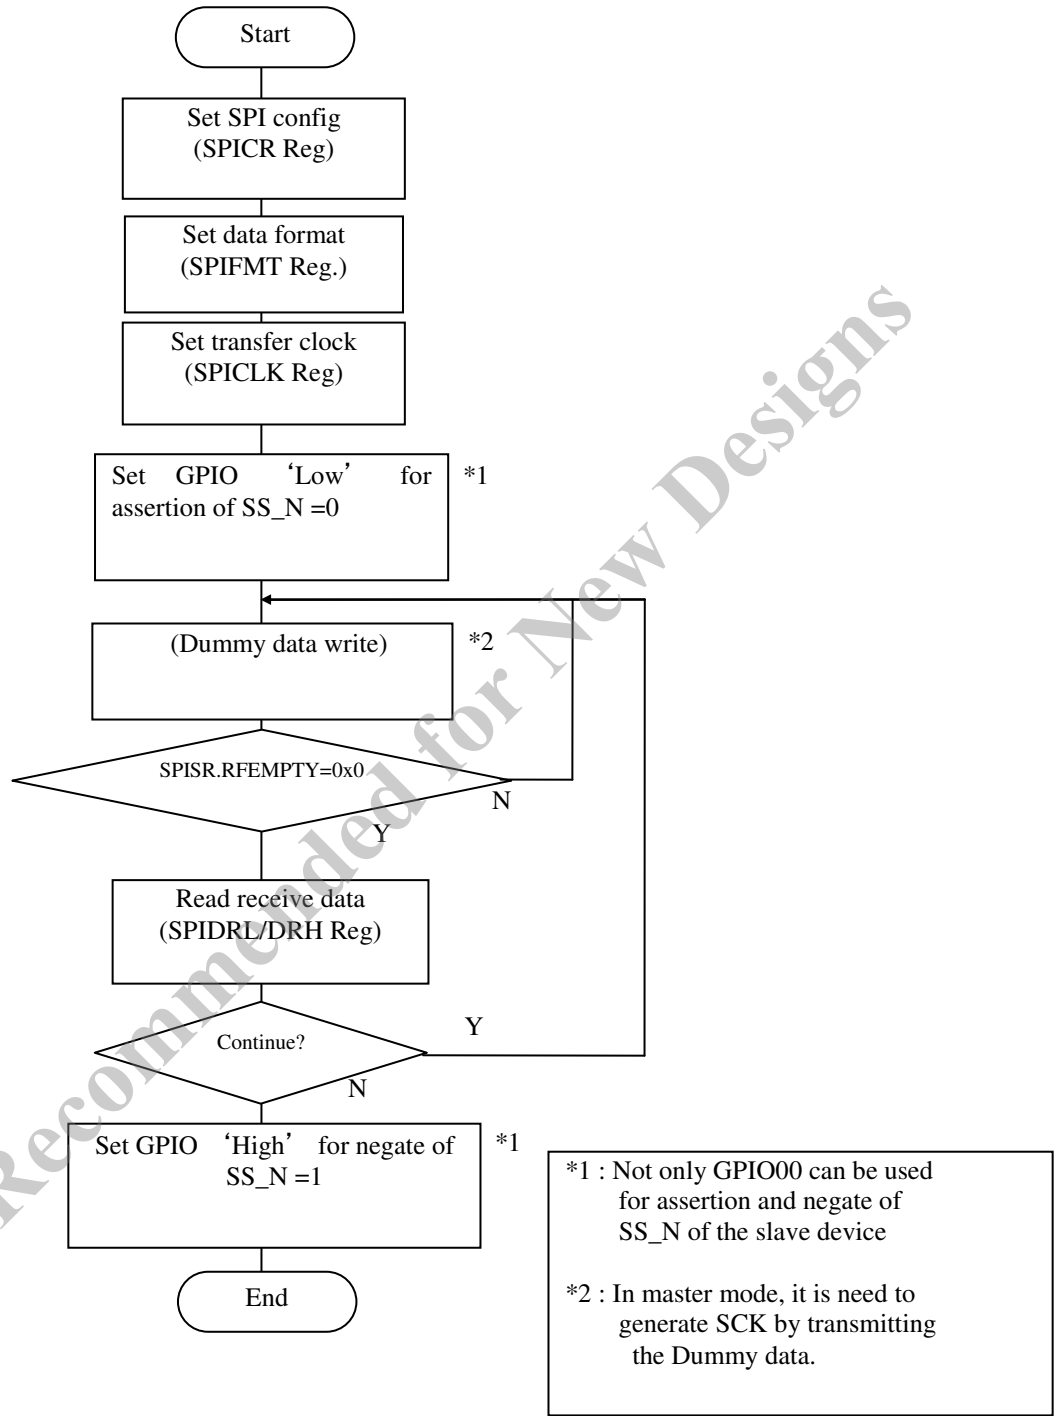 Start
Set SPI config
(SPICR Reg)
Set data format
(SPIFMT Reg.)
Set transfer clock
(SPICLK Reg)
Set GPIO ‘Low’ for *1
assertion of SS_N =0
(Dummy data write) *2
SPISR.RFEMPTY=0x0
N
Y
Read receive data
(SPIDRL/DRH Reg)
Continue?
Y
N
Set GPIO ‘High’ for negate of *1
SS_N =1
End
*1 : Not only GPIO00 can be used
for assertion and negate of
SS_N of the slave device
*2 : In master mode, it is need to
generate SCK by transmitting
the Dummy data.
Recommended for New Designs